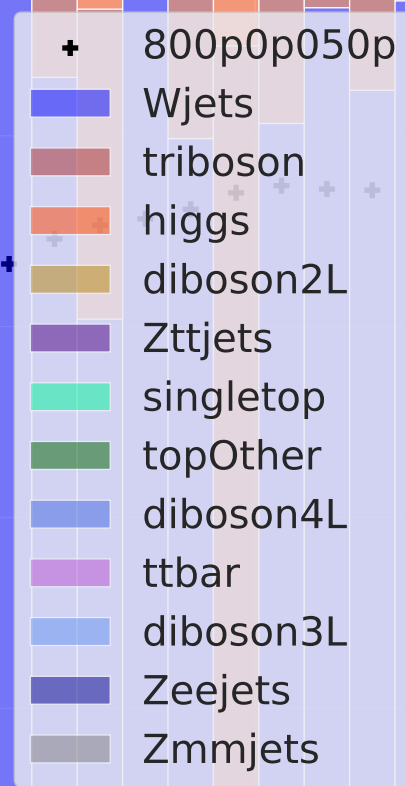 800p0p050p
Wjets
triboson
higgs
diboson2L
Zttjets
singletop
topOther
diboson4L
ttbar
diboson3L
Zeejets
Zmmjets